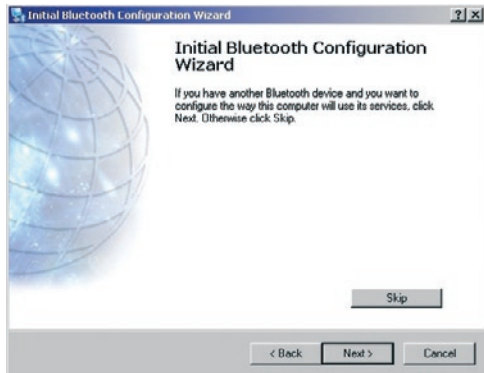 Initial Bluetooth Configuration Wizard
Initial Bluetooth Configuration
Wizard
If you have another Bluetooth device and you want to
configure the way this computer will use its services, click
Next. Otherwise click Skip.
Skip
< Back Next > Cancel